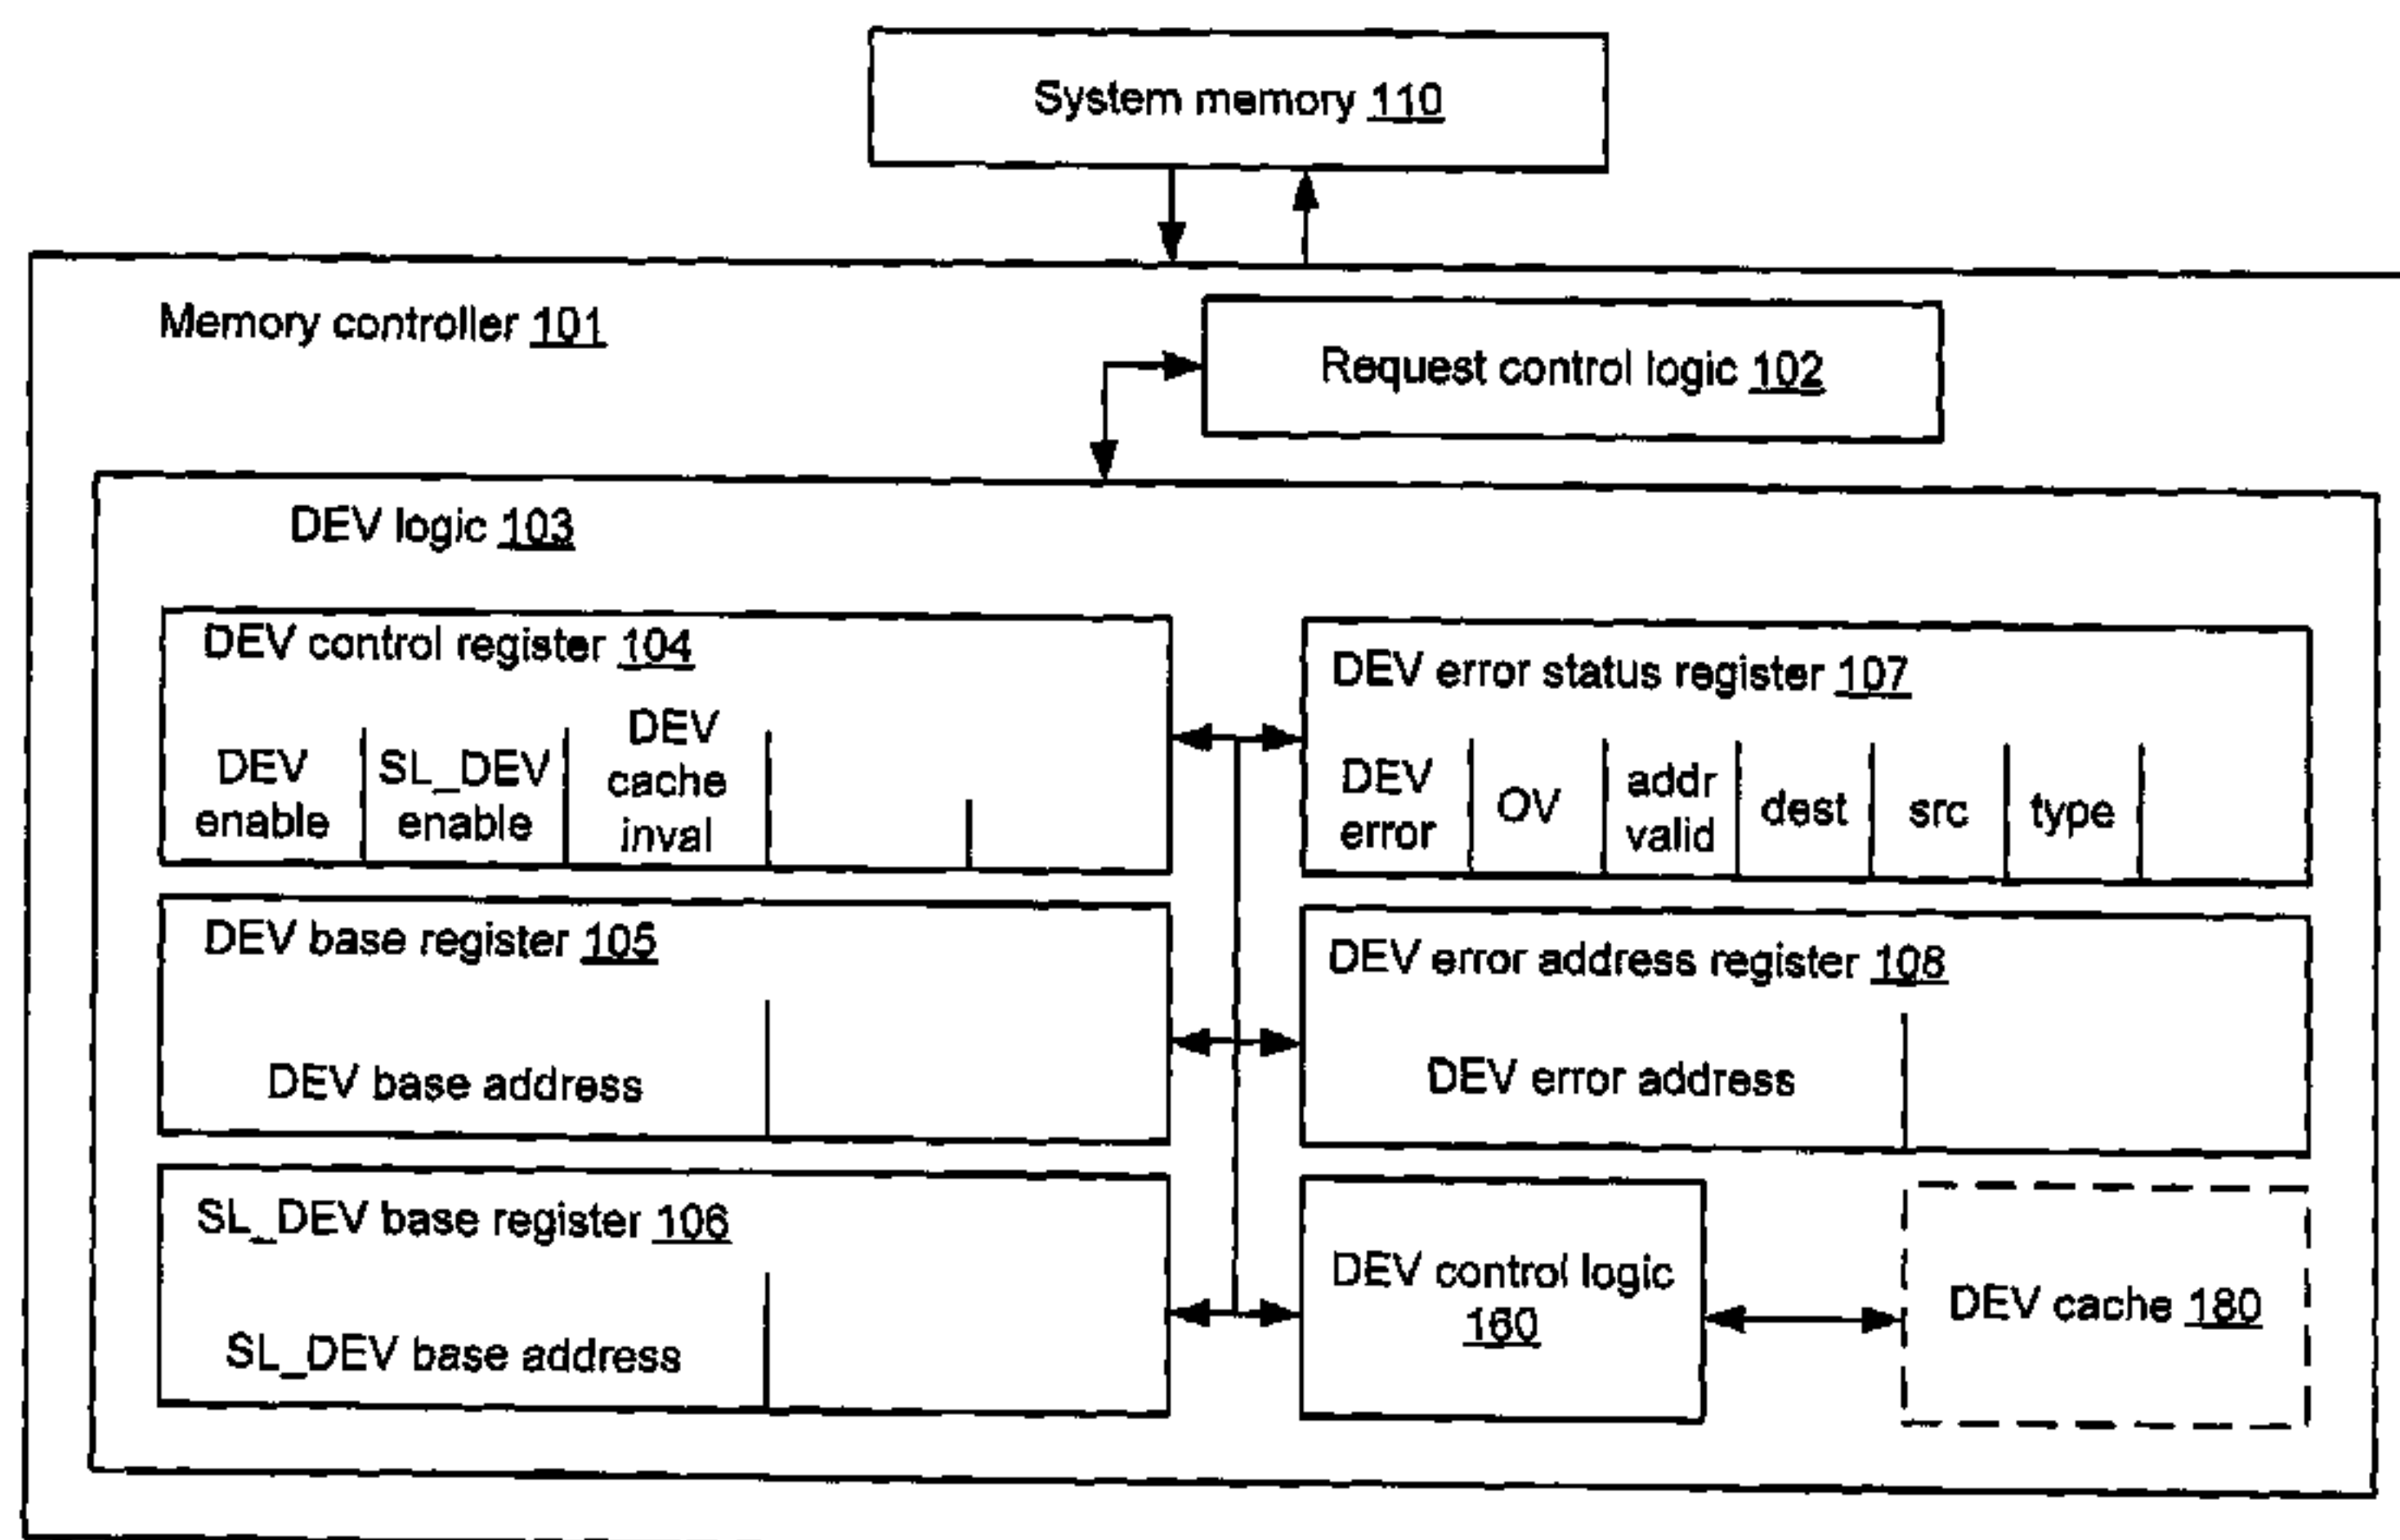 System memory 110
Memory controller 101
Request control logic 102
DEV logic 103
DEV control register 104
DEV
enable
SL_DEV
enable
DEV
cache
inval
DEV error status register 107
DEV
error
OV
addr
valid
dest
src
type
DEV base register 105
DEV base address
DEV error address register 108
DEV error address
SL_DEV base register 106
SL_DEV base address
DEV control logic
160
DEV cache 180